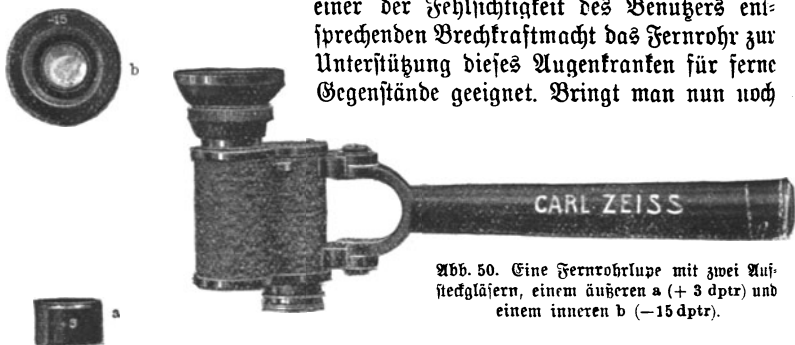 einer der Fehlsichtigkeit des Benutzers ent-
sprechenden Brechkraftmacht das Fernrohr zur
Unterstützung dieses Augenkranken für ferne
Gegenstände geeignet. Bringt man nun noch
-15
b
CARL ZEISS
Abb. 50. Eine Fernrohrlupe mit zwei Auf-
steckgläsern, einem äußeren a (+ 3 dptr) und
einem inneren b (—15 dptr).
3
a